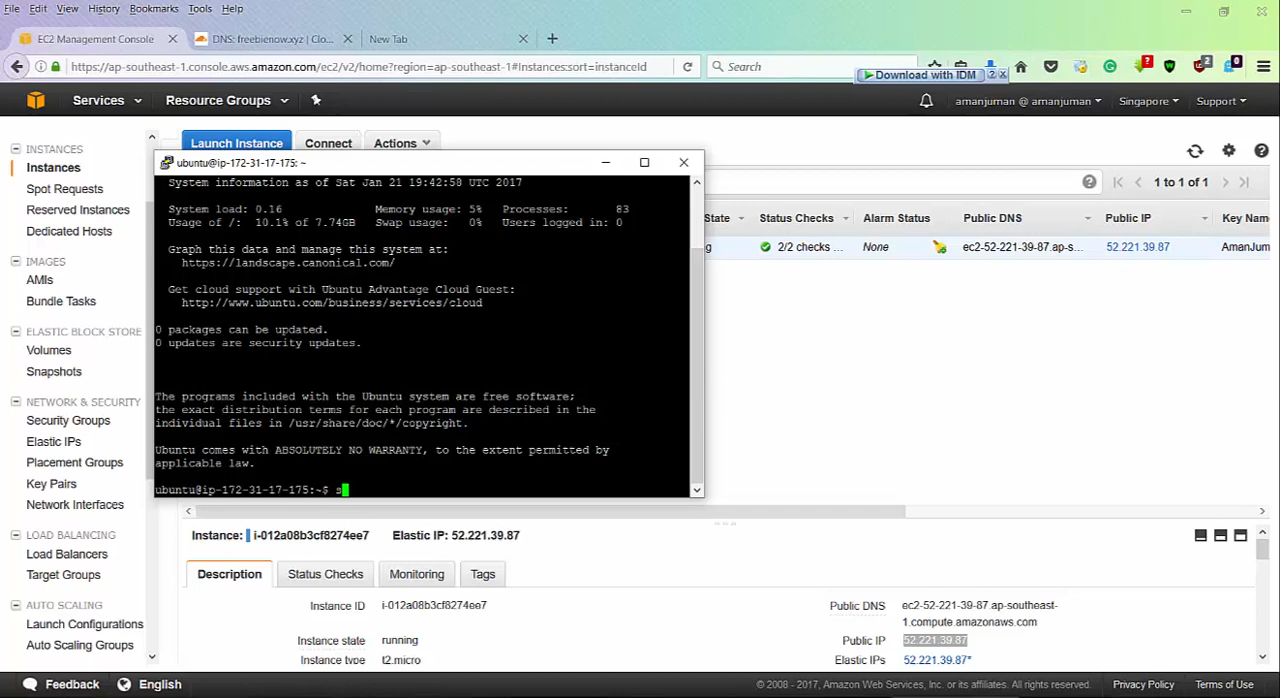 File Edit View History Bookmarks Tools Help
EC2 Management Console
DNS: freebienow.xyz | Clo...
New Tab
https://ap-southeast-1.console.aws.amazon.com/ec2/v2/home?region=ap-southeast-1#Instances:sort=instanceId
Search
? 2 0
Download with IDM ?
Services
Resource Groups
amanjuman @ amanjuman
Singapore
Support
Launch Instance
Connect
Actions
INSTANCES
Instances
Spot Requests
Reserved Instances
Dedicated Hosts
IMAGES
AMIs
Bundle Tasks
ELASTIC BLOCK STORE
Volumes
Snapshots
NETWORK & SECURITY
Security Groups
Elastic IPs
Placement Groups
Key Pairs
Network Interfaces
LOAD BALANCING
Load Balancers
Target Groups
AUTO SCALING
Launch Configurations
Auto Scaling Groups
1 to 1 of 1
State Status Checks Alarm Status Public DNS Public IP Key Nam
g 2/2 checks ... None ec2-52-221-39-87.ap-s... 52.221.39.87 AmanJum
ubuntu@ip-172-31-17-175: ~
System information as of Sat Jan 21 19:42:58 UTC 2017
System load: 0.16 Memory usage: 5% Processes: 83
Usage of /: 10.1% of 7.74GB Swap usage: 0% Users logged in: 0
Graph this data and manage this system at:
https://landscape.canonical.com/
Get cloud support with Ubuntu Advantage Cloud Guest:
http://www.ubuntu.com/business/services/cloud
0 packages can be updated.
0 updates are security updates.
The programs included with the Ubuntu system are free software;
the exact distribution terms for each program are described in the
individual files in /usr/share/doc/*/copyright.
Ubuntu comes with ABSOLUTELY NO WARRANTY, to the extent permitted by
applicable law.
ubuntu@ip-172-31-17-175:~$ s
Instance: i-012a08b3cf8274ee7 Elastic IP: 52.221.39.87
Description
Status Checks
Monitoring
Tags
Instance ID i-012a08b3cf8274ee7
Instance state running
Instance type t2.micro
Public DNS ec2-52-221-39-87.ap-southeast-
1.compute.amazonaws.com
Public IP 52.221.39.87
Elastic IPs 52.221.39.87*
Feedback
English
© 2008 - 2017, Amazon Web Services, Inc. or its affiliates. All rights reserved.
Privacy Policy
Terms of Use